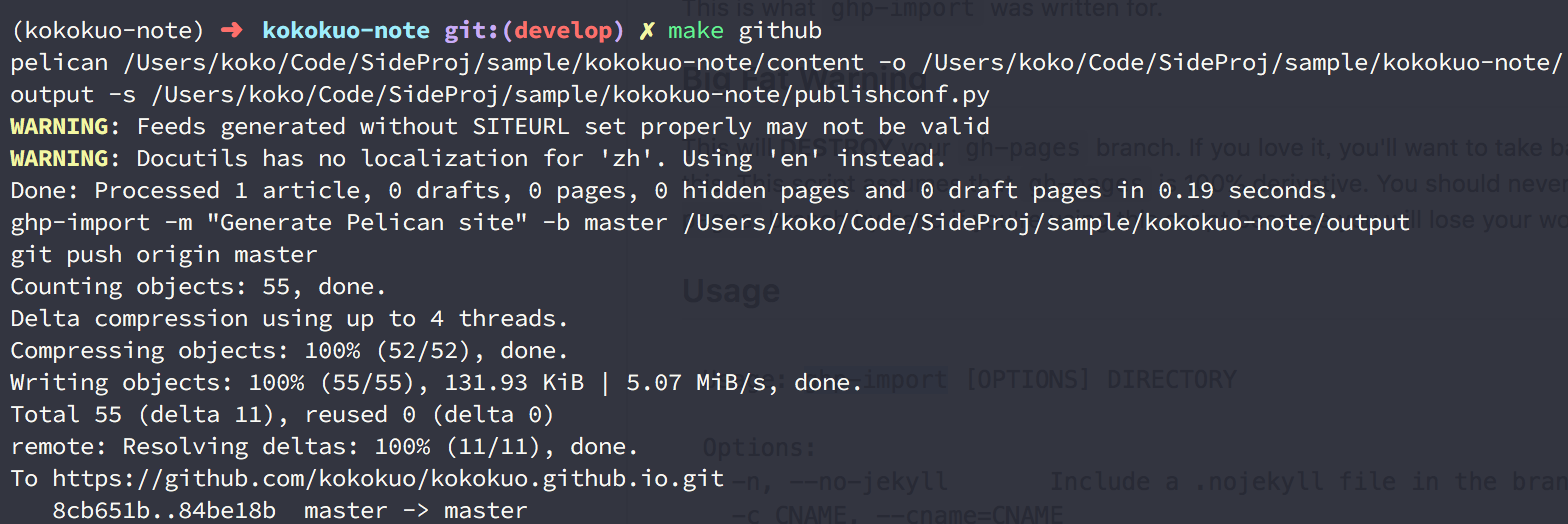 This is what ghp-import was written for.
(kokokuo-note) ➜ kokokuo-note git:(develop) ✗ make github
pelican /Users/koko/Code/SideProj/sample/kokokuo-note/content -o /Users/koko/Code/SideProj/sample/kokokuo-note/
Big Fat Warning
output -s /Users/koko/Code/SideProj/sample/kokokuo-note/publishconf.py
WARNING: Feeds generated without SITEURL set properly may not be valid
This will DESTROY your gh-pages branch. If you love it, you'll want to take ba
WARNING: Docutils has no localization for 'zh'. Using 'en' instead.
this. This script assumes that gh-pages is 100% derivative. You should never
Done: Processed 1 article, 0 drafts, 0 pages, 0 hidden pages and 0 draft pages in 0.19 seconds.
ill lose your wo
ghp-import -m "Generate Pelican site" -b master /Users/koko/Code/SideProj/sample/kokokuo-note/output
git push origin master
Counting objects: 55, done.
Usage
Delta compression using up to 4 threads.
Compressing objects: 100% (52/52), done.
Writing objects: 100% (55/55), 131.93 KiB | 5.07 MiB/s, done.
ghp-import [OPTIONS] DIRECTORY
Total 55 (delta 11), reused 0 (delta 0)
remote: Resolving deltas: 100% (11/11), done.
Options:
To https://github.com/kokokuo/kokokuo.github.io.git
-n, --no-jekyll Include a .nojekyll file in the bran
8cb651b..84be18b master -> master
-c CNAME, --cname=CNAME